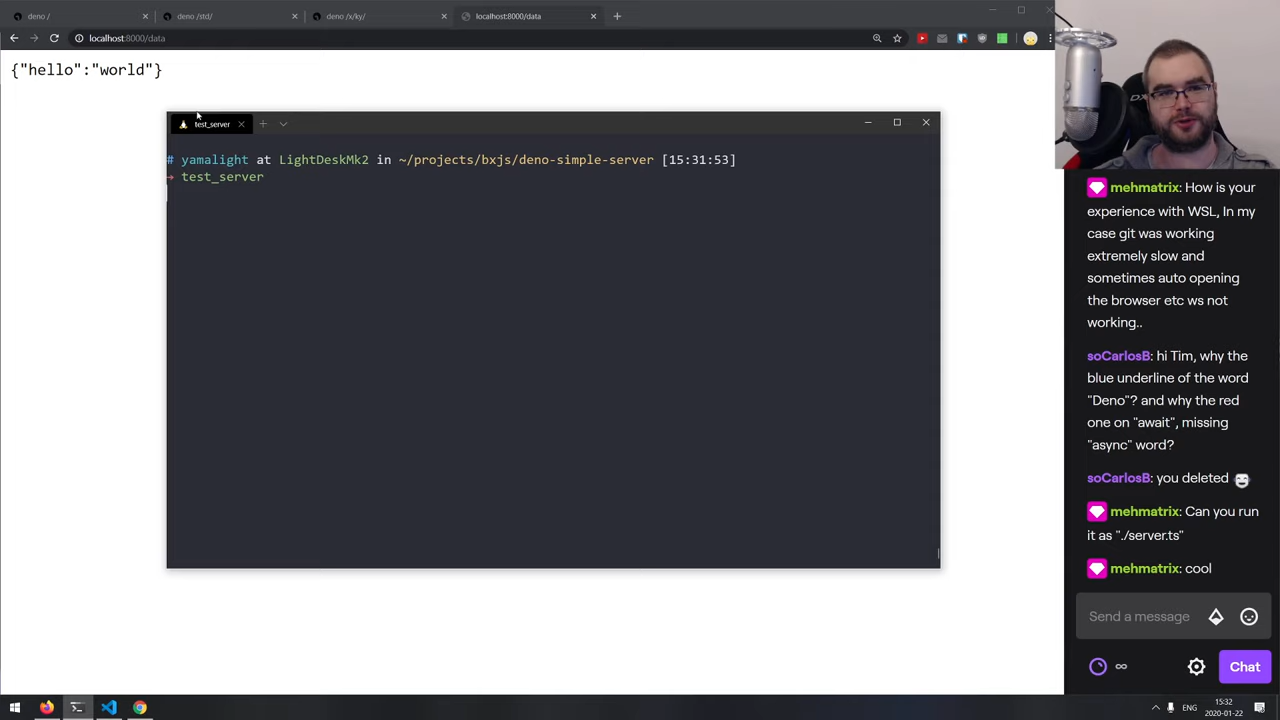 deno /
deno /std/
deno /x/ky/
localhost:8000/data
localhost:8000/data
{"hello":"world"}
test_server
# yamalight at LightDeskMk2 in ~/projects/bxjs/deno-simple-server [15:31:53]
→ test_server
mehmatrix: How is your
experience with WSL, In my
case git was working
extremely slow and
sometimes auto opening
the browser etc ws not
working..
soCarlosB: hi Tim, why the
blue underline of the word
"Deno"? and why the red
one on "await", missing
"async" word?
soCarlosB: you deleted
mehmatrix: Can you run
it as "./server.ts"
mehmatrix: cool
Send a message
∞
Chat
ENG
15:32
2020-01-22